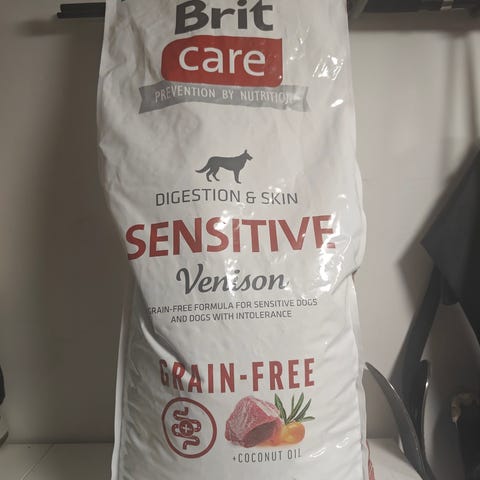 Brit
care
PREVENTION BY NUTRITION
DIGESTION & SKIN
SENSITIVE
Venison
GRAIN-FREE FORMULA FOR SENSITIVE DOGS
AND DOGS WITH INTOLERANCE
GRAIN-FREE
+COCONUT OIL